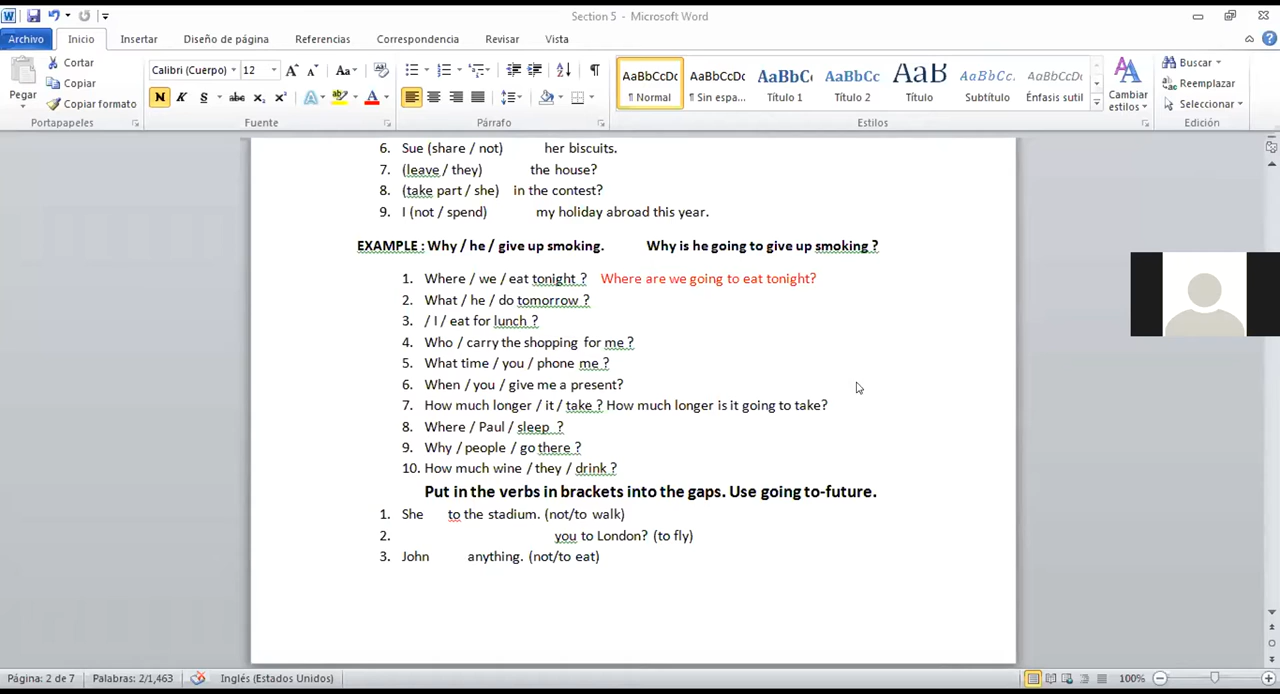 Section 5 - Microsoft Word
Archivo Inicio Insertar Diseño de página Referencias Correspondencia Revisar Vista
Pegar
Cortar
Copiar
Copiar formato
Portapapeles
Calibri (Cuerpo) 12
Fuente
Párrafo
AaBbCcDc AaBbCcDc AaBbC AaBbCc AaB AaBbCc. AaBbCcDc
¶ Normal ¶ Sin espa... Título 1 Título 2 Título Subtítulo Énfasis sutil
Cambiar estilos
Estilos
Buscar
Reemplazar
Seleccionar
Edición
6. Sue (share / not) her biscuits.
7. (leave / they) the house?
8. (take part / she) in the contest?
9. I (not / spend) my holiday abroad this year.
EXAMPLE : Why / he / give up smoking. Why is he going to give up smoking ?
1. Where / we / eat tonight ? Where are we going to eat tonight?
2. What / he / do tomorrow ?
3. / I / eat for lunch ?
4. Who / carry the shopping for me ?
5. What time / you / phone me ?
6. When / you / give me a present?
7. How much longer / it / take ? How much longer is it going to take?
8. Where / Paul / sleep ?
9. Why / people / go there ?
10. How much wine / they / drink ?
Put in the verbs in brackets into the gaps. Use going to-future.
1. She to the stadium. (not/to walk)
2. you to London? (to fly)
3. John anything. (not/to eat)
Página: 2 de 7 Palabras: 2/1,463 Inglés (Estados Unidos) 100%